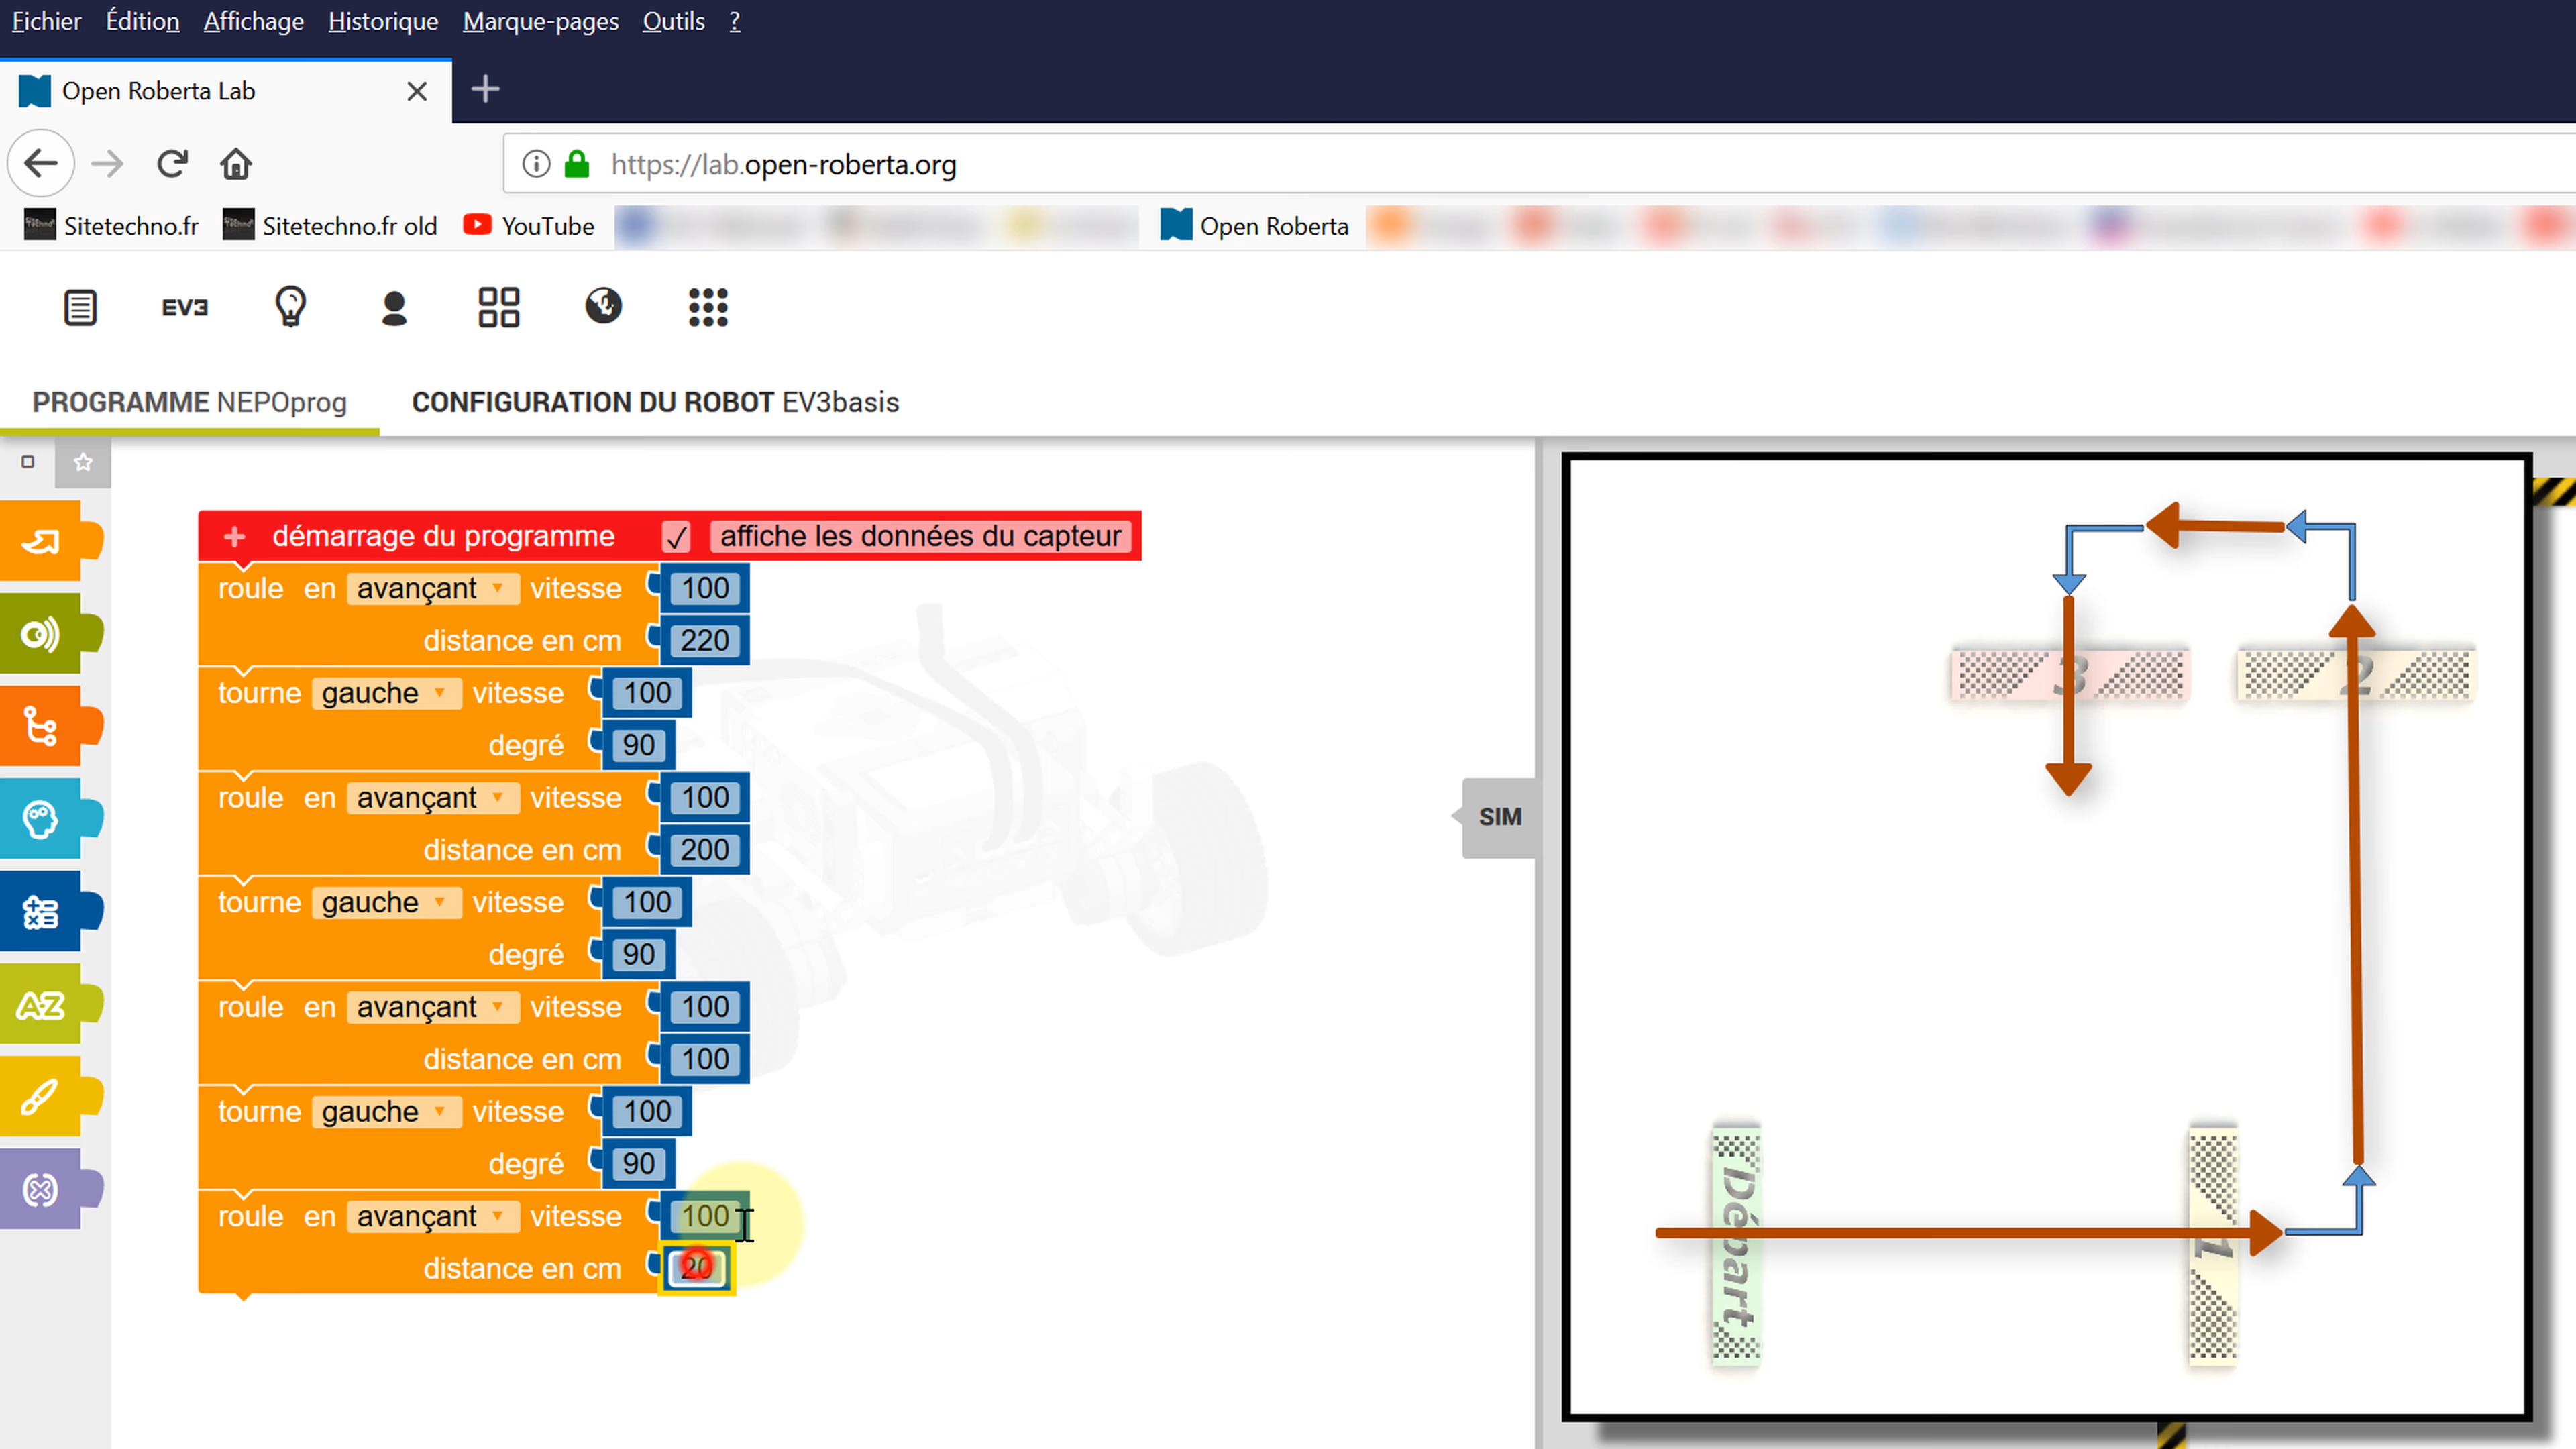 Fichier Édition Affichage Historique Marque-pages Outils ?
Open Roberta Lab
https://lab.open-roberta.org
Sitetechno.fr Sitetechno.fr old YouTube Open Roberta
EV3
PROGRAMME NEPOprog CONFIGURATION DU ROBOT EV3basis
démarrage du programme affiche les données du capteur
roule en avançant vitesse 100
distance en cm 220
tourne gauche vitesse 100
degré 90
roule en avançant vitesse 100
distance en cm 200
tourne gauche vitesse 100
degré 90
roule en avançant vitesse 100
distance en cm 100
tourne gauche vitesse 100
degré 90
roule en avançant vitesse 100
distance en cm 20
AZ
SIM
3
2
Départ
1